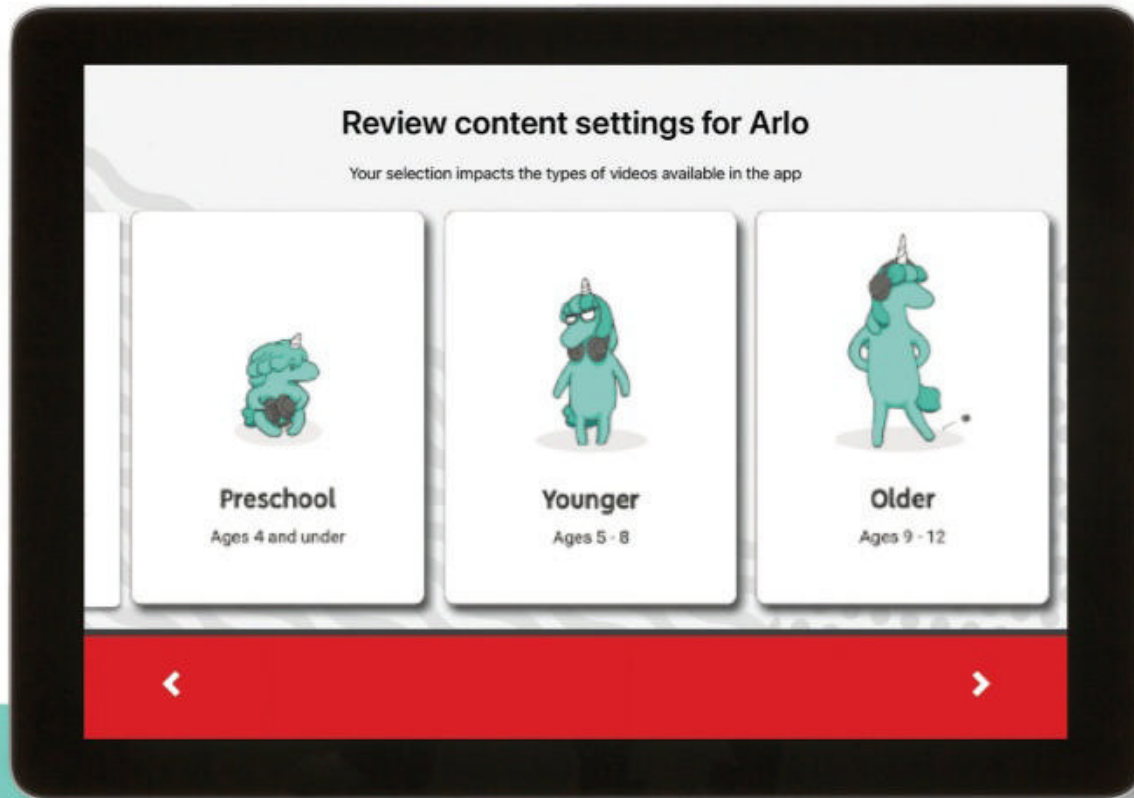 Review content settings for Arlo
Your selection impacts the types of videos available in the app
Preschool
Ages 4 and under
Younger
Ages 5 - 8
Older
Ages 9 - 12